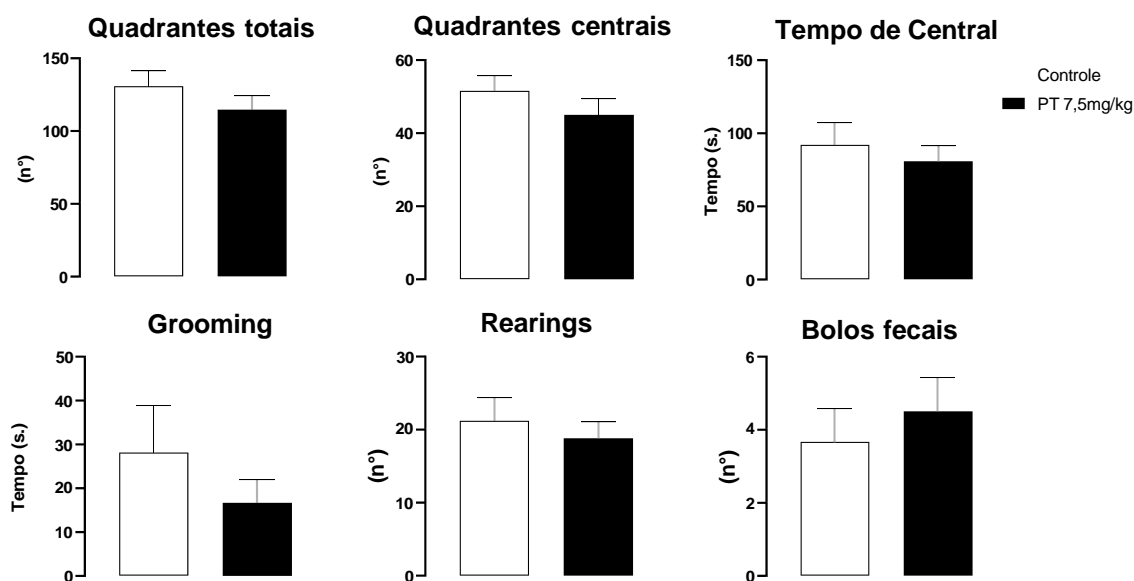 Quadrantes totais
150
100
50
0
(n°)
Quadrantes centrais
60
40
20
0
(n°)
Tempo de Central
150
100
50
0
Tempo (s.)
Controle
PT 7,5mg/kg
Grooming
50
40
30
20
10
0
Tempo (s.)
Rearings
30
20
10
0
(n°)
Bolos fecais
6
4
2
0
(n°)